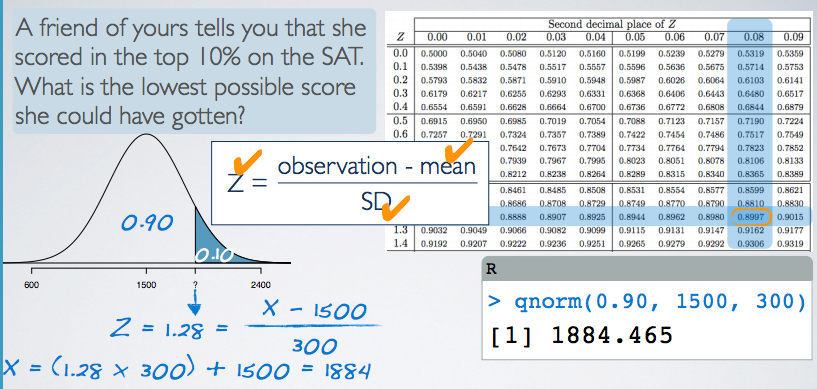 A friend of yours tells you that she
scored in the top 10% on the SAT.
What is the lowest possible score
she could have gotten?
Second decimal place of Z
Z 0.00 0.01 0.02 0.03 0.04 0.05 0.06 0.07 0.08 0.09
0.0 0.5000 0.5040 0.5080 0.5120 0.5160 0.5199 0.5239 0.5279 0.5319 0.5359
0.1 0.5398 0.5438 0.5478 0.5517 0.5557 0.5596 0.5636 0.5675 0.5714 0.5753
0.2 0.5793 0.5832 0.5871 0.5910 0.5948 0.5987 0.6026 0.6064 0.6103 0.6141
0.3 0.6179 0.6217 0.6255 0.6293 0.6331 0.6368 0.6406 0.6443 0.6480 0.6517
0.4 0.6554 0.6591 0.6628 0.6664 0.6700 0.6736 0.6772 0.6808 0.6844 0.6879
0.5 0.6915 0.6950 0.6985 0.7019 0.7054 0.7088 0.7123 0.7157 0.7190 0.7224
0.6 0.7257 0.7291 0.7324 0.7357 0.7389 0.7422 0.7454 0.7486 0.7517 0.7549
0.7642 0.7673 0.7704 0.7734 0.7764 0.7794 0.7823 0.7852
0.7939 0.7967 0.7995 0.8023 0.8051 0.8078 0.8106 0.8133
0.8212 0.8238 0.8264 0.8289 0.8315 0.8340 0.8365 0.8389
0.8461 0.8485 0.8508 0.8531 0.8554 0.8577 0.8599 0.8621
0.8686 0.8708 0.8729 0.8749 0.8770 0.8790 0.8810 0.8830
0.8888 0.8907 0.8925 0.8944 0.8962 0.8980 0.8997 0.9015
1.3 0.9032 0.9049 0.9066 0.9082 0.9099 0.9115 0.9131 0.9147 0.9162 0.9177
1.4 0.9192 0.9207 0.9222 0.9236 0.9251 0.9265 0.9279 0.9292 0.9306 0.9319
Z = observation - mean
SD
0.90
0.10
600 1500 ? 2400
Z = 1.28 = X - 1500
300
X = (1.28 × 300) + 1500 = 1884
R
> qnorm(0.90, 1500, 300)
[1] 1884.465